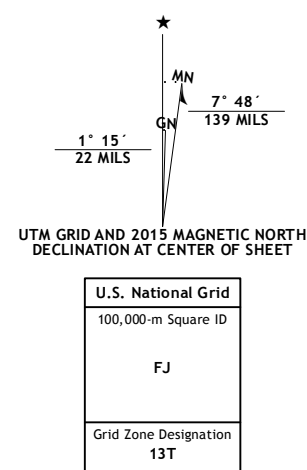 ★
MN
GN
7° 48´
139 MILS
1° 15´
22 MILS
UTM GRID AND 2015 MAGNETIC NORTH
DECLINATION AT CENTER OF SHEET
U.S. National Grid
100,000-m Square ID
FJ
Grid Zone Designation
13T